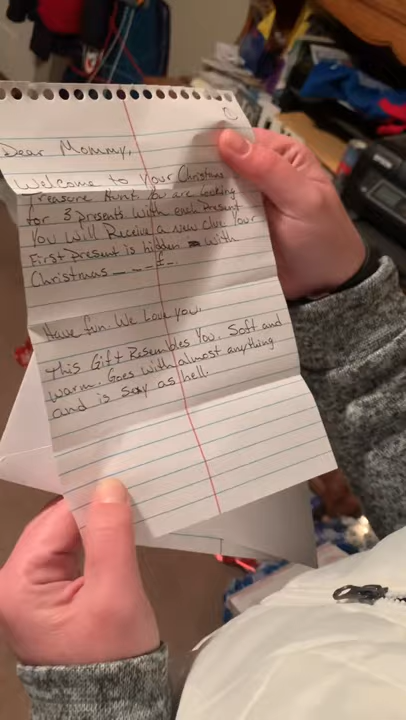 C
Dear Mommy,
Welcome to Your Christmas
Treasure Hunt. You are looking
for 3 presents with each Present
You will Receive a new clue. Your
First Present is hidden with
Christmas _ _ _ f _.
Have fun. We Love You.
This Gift Resembles You. Soft and
warm. Goes with almost anything
and is sexy as hell.